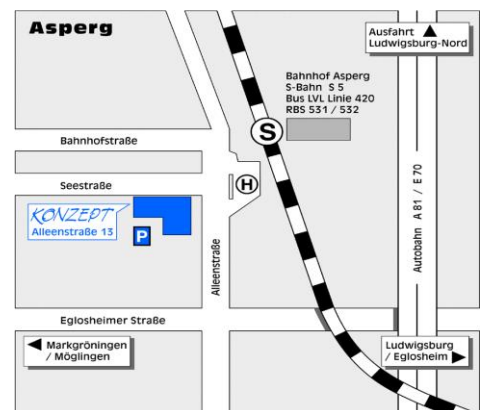 Asperg
Ausfahrt
Ludwigsburg-Nord
Bahnhof Asperg
S-Bahn S 5
Bus LVL Linie 420
RBS 531 / 532
S
Bahnhofstraße
Seestraße
H
KONZEPT
Alleenstraße 13
P
Alleenstraße
Autobahn A 81 / E 70
Eglosheimer Straße
Markgröningen
/ Möglingen
Ludwigsburg
/ Eglosheim